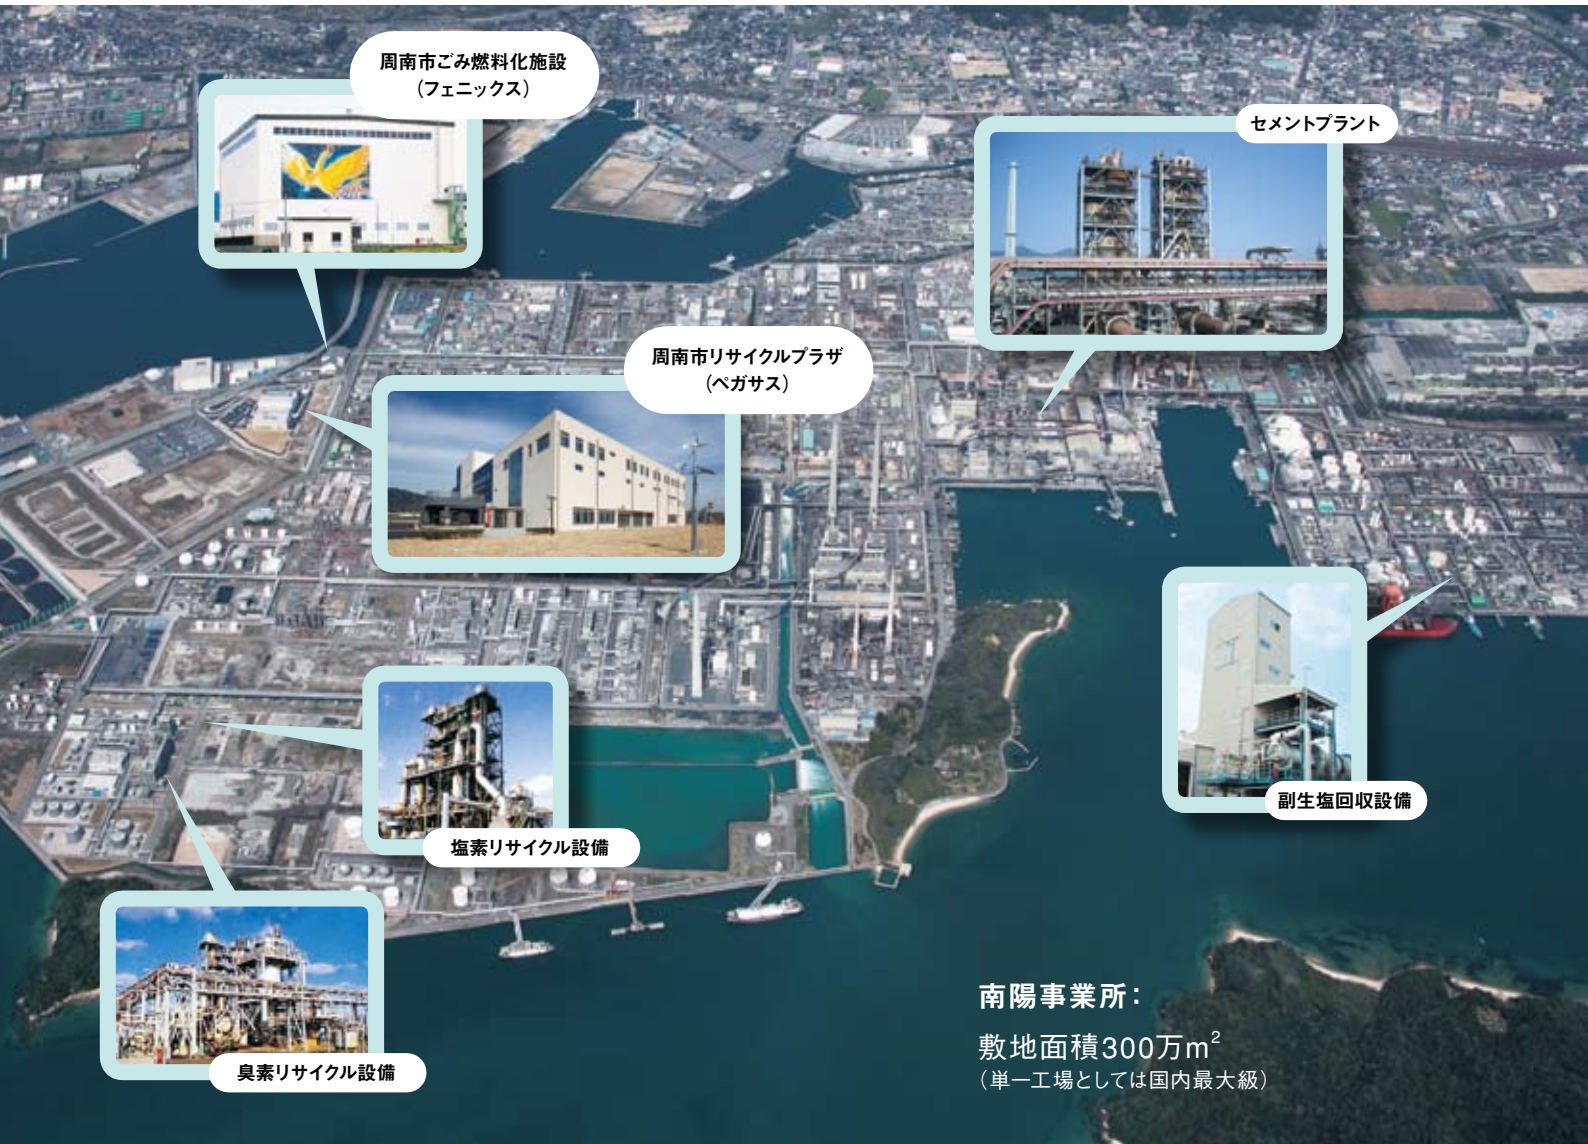 周南市ごみ燃料化施設
（フェニックス）
セメントプラント
周南市リサイクルプラザ
（ペガサス）
副生塩回収設備
塩素リサイクル設備
臭素リサイクル設備
南陽事業所：
敷地面積300万m²
（単一工場としては国内最大級）